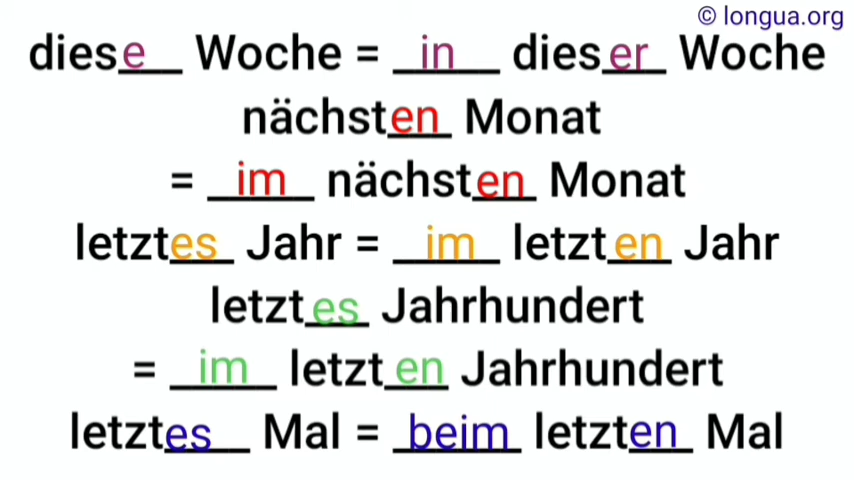 © longua.org
diese__ Woche = in dieser Woche
nächsten Monat
= im nächsten Monat
letztes Jahr = im letzten Jahr
letztes Jahrhundert
= im letzten Jahrhundert
letztes Mal = beim letzten Mal